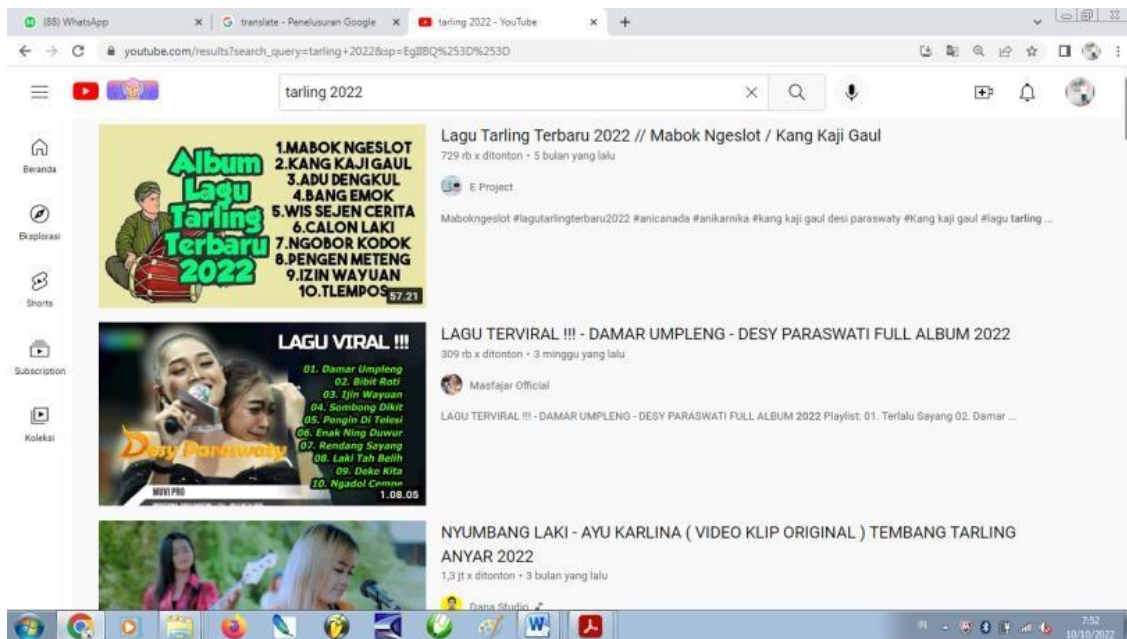 (88) WhatsApp
translate - Penelusuran Google
tarling 2022 - YouTube
youtube.com/results?search_query=tarling+2022&sp=EgIIBQ%253D%253D
tarling 2022
Beranda
Eksplorasi
Shorts
Subscription
Koleksi
Album
Lagu
Tarling
Terbaru
2022
1.MABOK NGESLOT
2.KANG KAJI GAUL
3.ADU DENGKUL
4.BANG EMOK
5.WIS SEJEN CERITA
6.CALON LAKI
7.NGOBOR KODOK
8.PENGEN METENG
9.IZIN WAYUAN
10.TLEMPOS
57.21
Lagu Tarling Terbaru 2022 // Mabok Ngeslot / Kang Kaji Gaul
729 rb x ditonton • 5 bulan yang lalu
E Project
Mabokngeslot #lagutarlingterbaru2022 #anicanada #anikarnika #kang kaji gaul desi paraswaty #Kang kaji gaul #lagu tarling ...
LAGU VIRAL !!!
01. Damar Umpleng
02. Bibit Roti
03. Ijin Wayuan
04. Sombong Dikit
05. Pengin Di Telesi
06. Enak Ning Duwur
07. Rendang Sayang
08. Laki Tah Belih
09. Deke Kita
10. Ngadol Cempe
Desy Paraswaty
MUVI PRO
1.08.05
LAGU TERVIRAL !!! - DAMAR UMPLENG - DESY PARASWATI FULL ALBUM 2022
309 rb x ditonton • 3 minggu yang lalu
Masfajar Official
LAGU TERVIRAL !!! - DAMAR UMPLENG - DESY PARASWATI FULL ALBUM 2022 Playlist: 01. Terlalu Sayang 02. Damar ...
NYUMBANG LAKI - AYU KARLINA ( VIDEO KLIP ORIGINAL ) TEMBANG TARLING
ANYAR 2022
1,3 jt x ditonton • 3 bulan yang lalu
Dana Studio
IN
7:52
10/10/2022